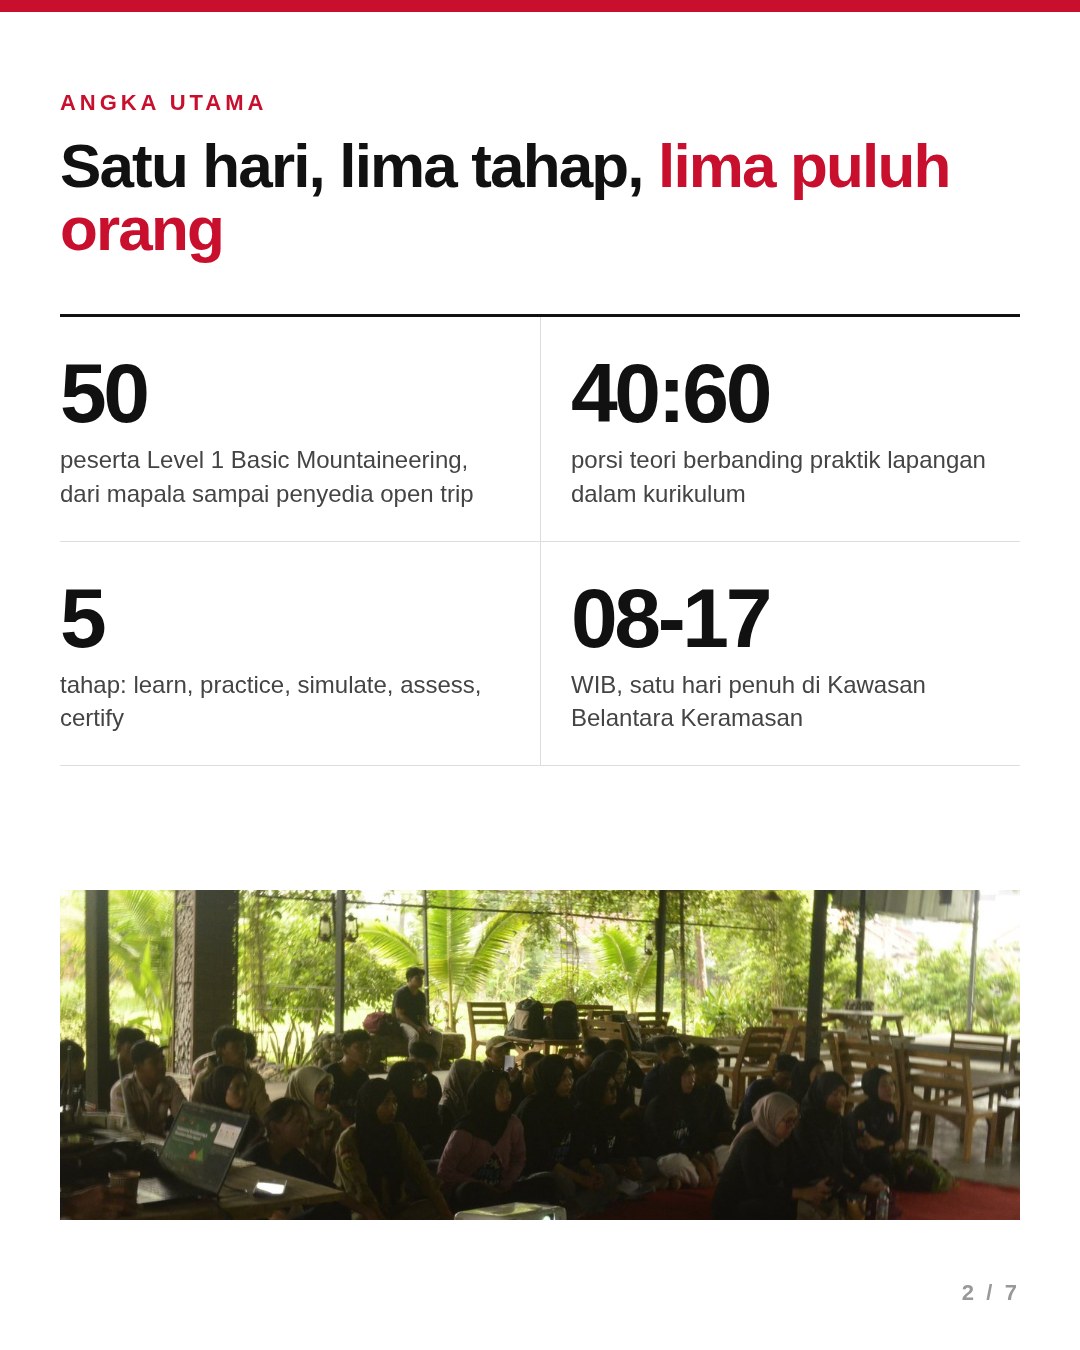 ANGKA UTAMA
Satu hari, lima tahap, lima puluh
orang
50
peserta Level 1 Basic Mountaineering,
dari mapala sampai penyedia open trip
40:60
porsi teori berbanding praktik lapangan
dalam kurikulum
5
tahap: learn, practice, simulate, assess,
certify
08-17
WIB, satu hari penuh di Kawasan
Belantara Keramasan
2 / 7